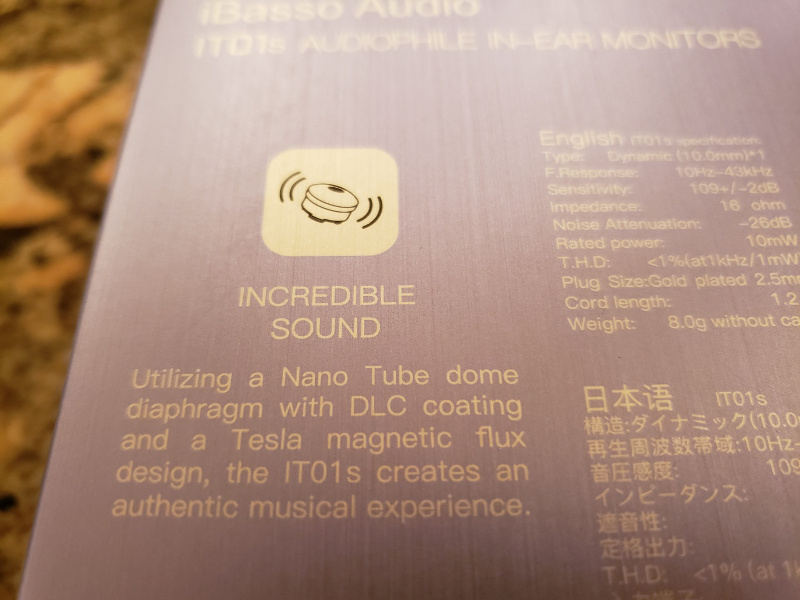 iBasso Audio
IT01s AUDIOPHILE IN-EAR MONITORS
INCREDIBLE
SOUND
Utilizing a Nano Tube dome
diaphragm with DLC coating
and a Tesla magnetic flux
design, the IT01s creates an
authentic musical experience.
English IT01s specification:
Type: Dynamic (10.0mm)*1
F.Response: 10Hz-43kHz
Sensitivity: 109+/-2dB
Impedance: 16 ohm
Noise Attenuation: -26dB
Rated power: 10mW
T.H.D: <1%(at1kHz/1mW
Plug Size:Gold plated 2.5mm
Cord length: 1.2
Weight: 8.0g without ca
日本语 IT01s
構造:ダイナミック(10.0
再生周波数帯域:10Hz-
音圧感度: 109
インピーダンス:
遮音性:
定格出力:
T.H.D: <1% (at 1k
入力端子: